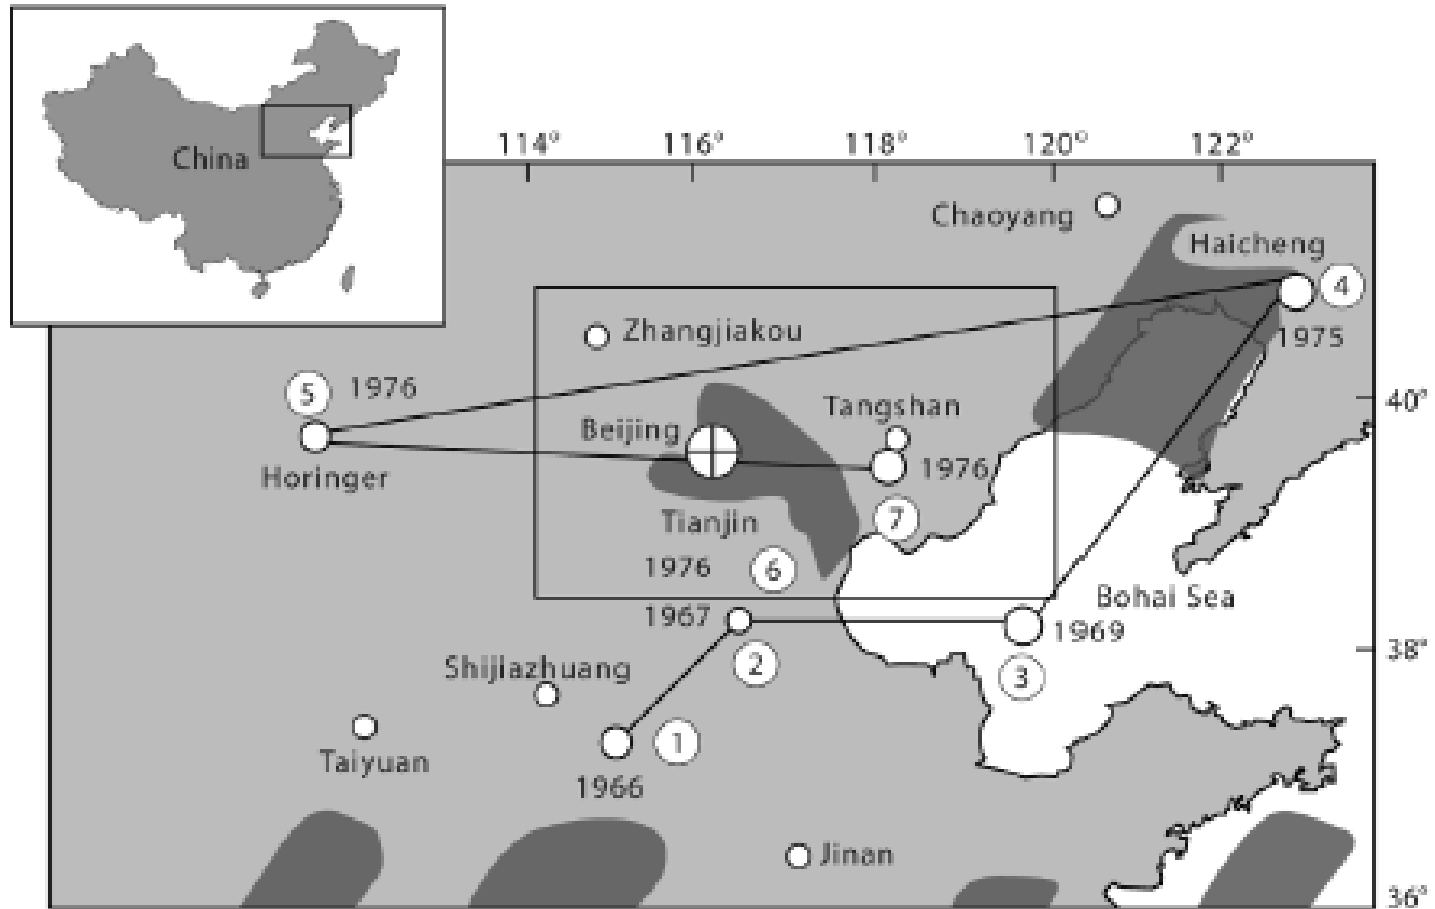 China
114°
116°
118°
120°
122°
Chaoyang
Haicheng
4
1975
Zhangjiakou
5
1976
Tangshan
40°
Beijing
1976
Horinger
7
Tianjin
1976
6
Bohai Sea
1967
1969
38°
2
Shijiazhuang
3
1
Taiyuan
1966
Jinan
36°